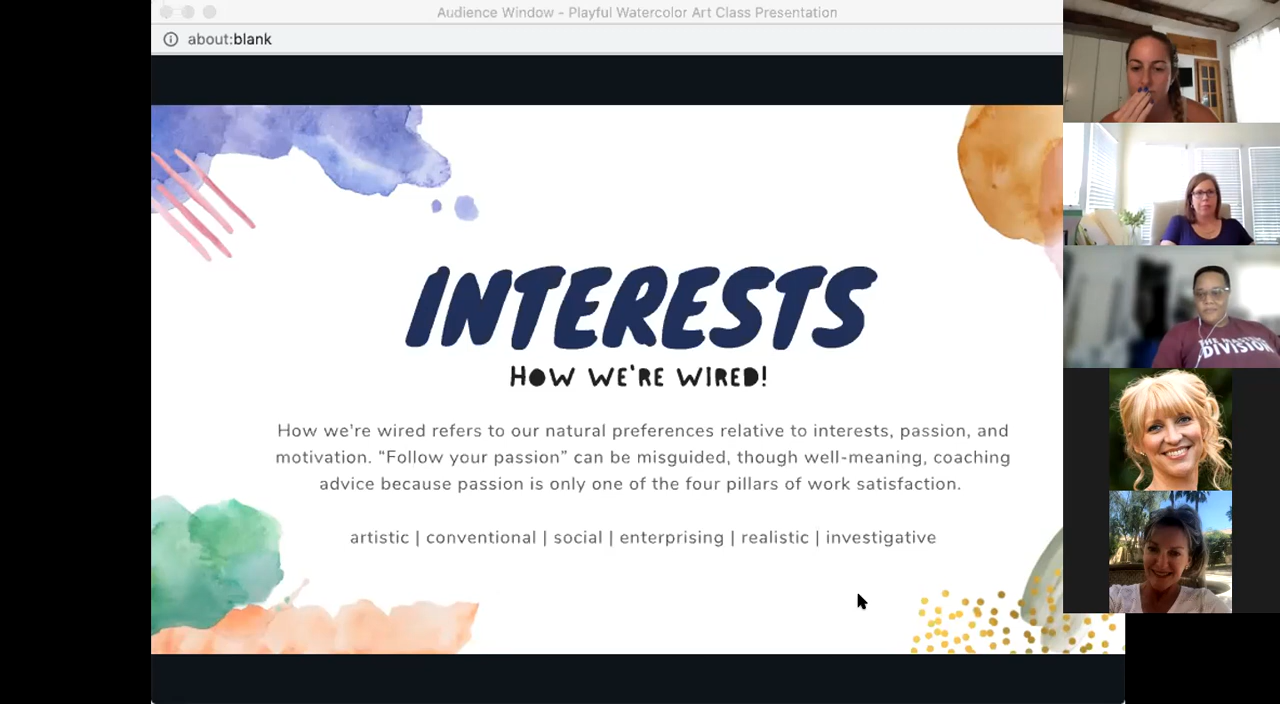 Audience Window - Playful Watercolor Art Class Presentation
about:blank
INTERESTS
HOW WE'RE WIRED!
How we're wired refers to our natural preferences relative to interests, passion, and
motivation. “Follow your passion” can be misguided, though well-meaning, coaching
advice because passion is only one of the four pillars of work satisfaction.
artistic | conventional | social | enterprising | realistic | investigative
DIVISION